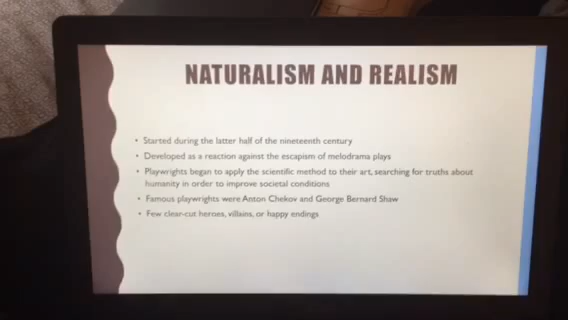 NATURALISM AND REALISM
• Started during the latter half of the nineteenth century
• Developed as a reaction against the escapism of melodrama plays
• Playwrights began to apply the scientific method to their art, searching for truths about
humanity in order to improve societal conditions
• Famous playwrights were Anton Chekov and George Bernard Shaw
• Few clear-cut heroes, villains, or happy endings